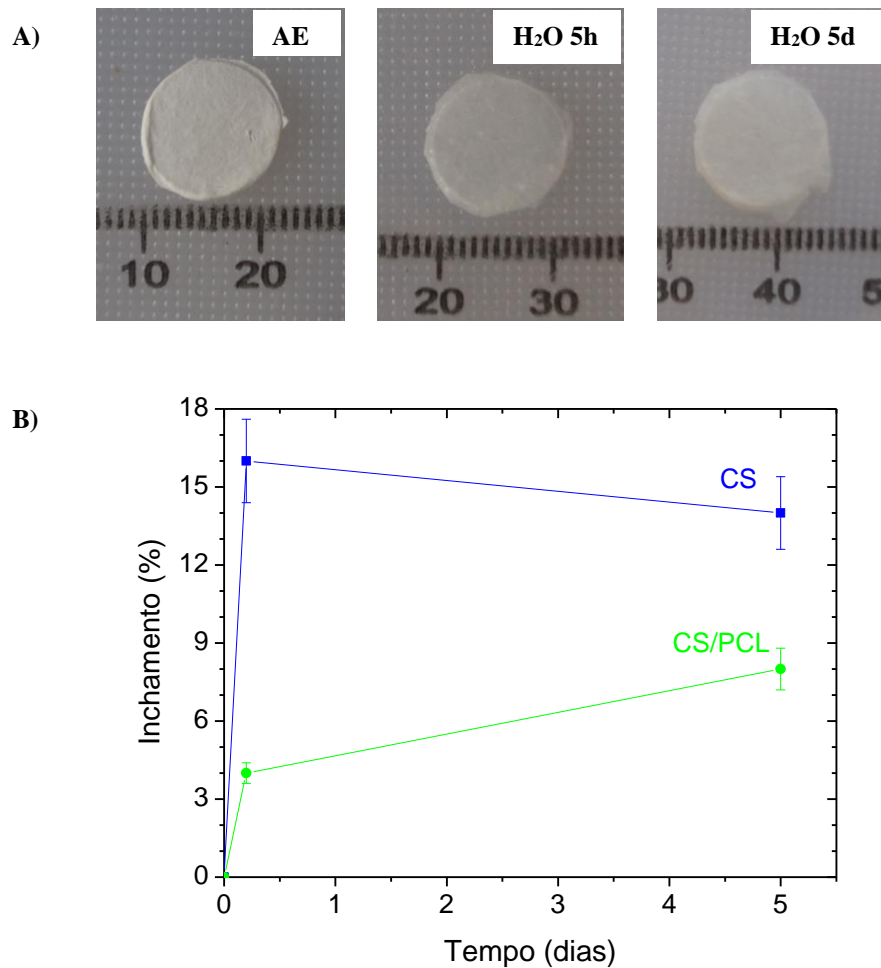 A)
AE
H₂O 5h
H₂O 5d
10 20
20 30
30 40 5
B)
18
15
12
9
6
3
0
CS
CS/PCL
Inchamento (%)
0 1 2 3 4 5
Tempo (dias)